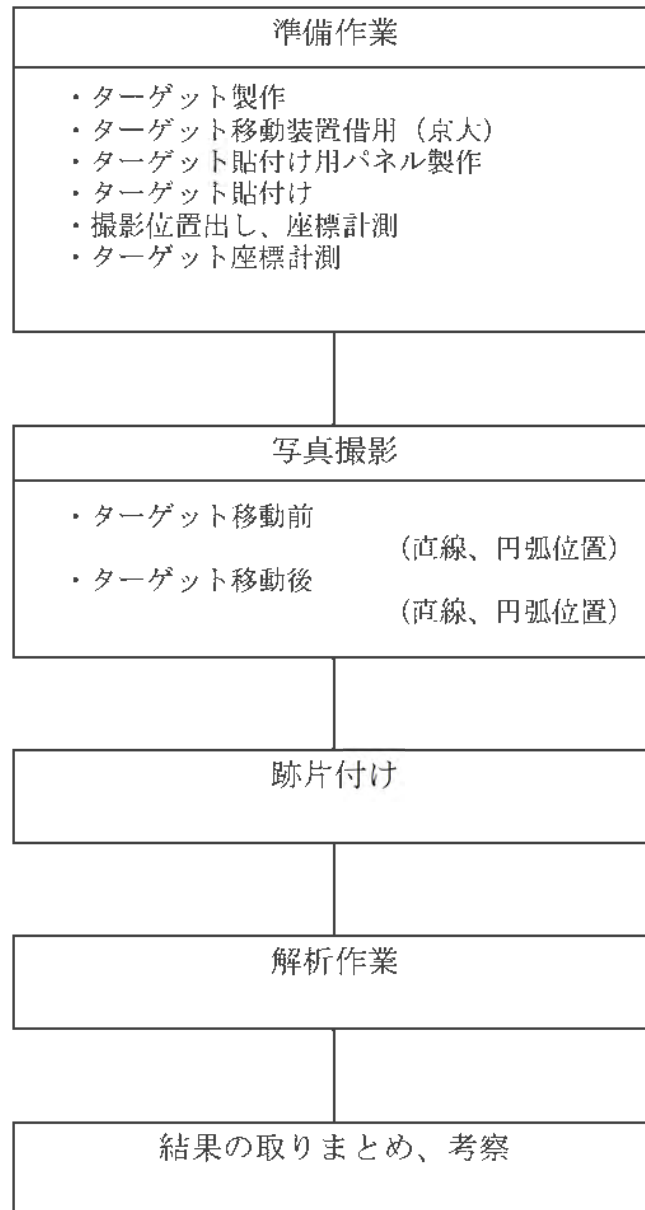 準備作業
・ターゲット製作
・ターゲット移動装置借用（京大）
・ターゲット貼付け用パネル製作
・ターゲット貼付け
・撮影位置出し、座標計測
・ターゲット座標計測
写真撮影
・ターゲット移動前
（直線、円弧位置）
・ターゲット移動後
（直線、円弧位置）
跡片付け
解析作業
結果の取りまとめ、考察